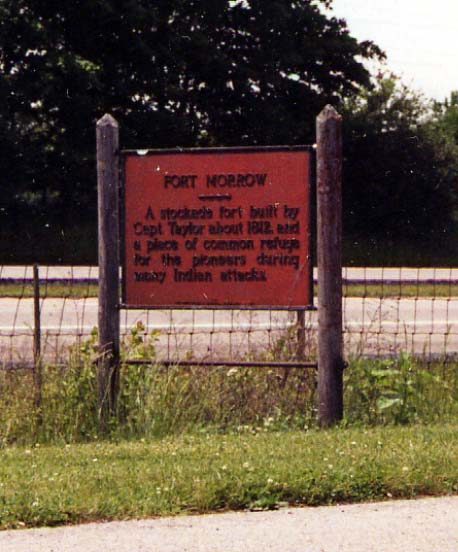 FORT MORROW
A stockade fort built by
Capt Taylor about 1812, and
a place of common refuge
for the pioneers during
many Indian attacks.